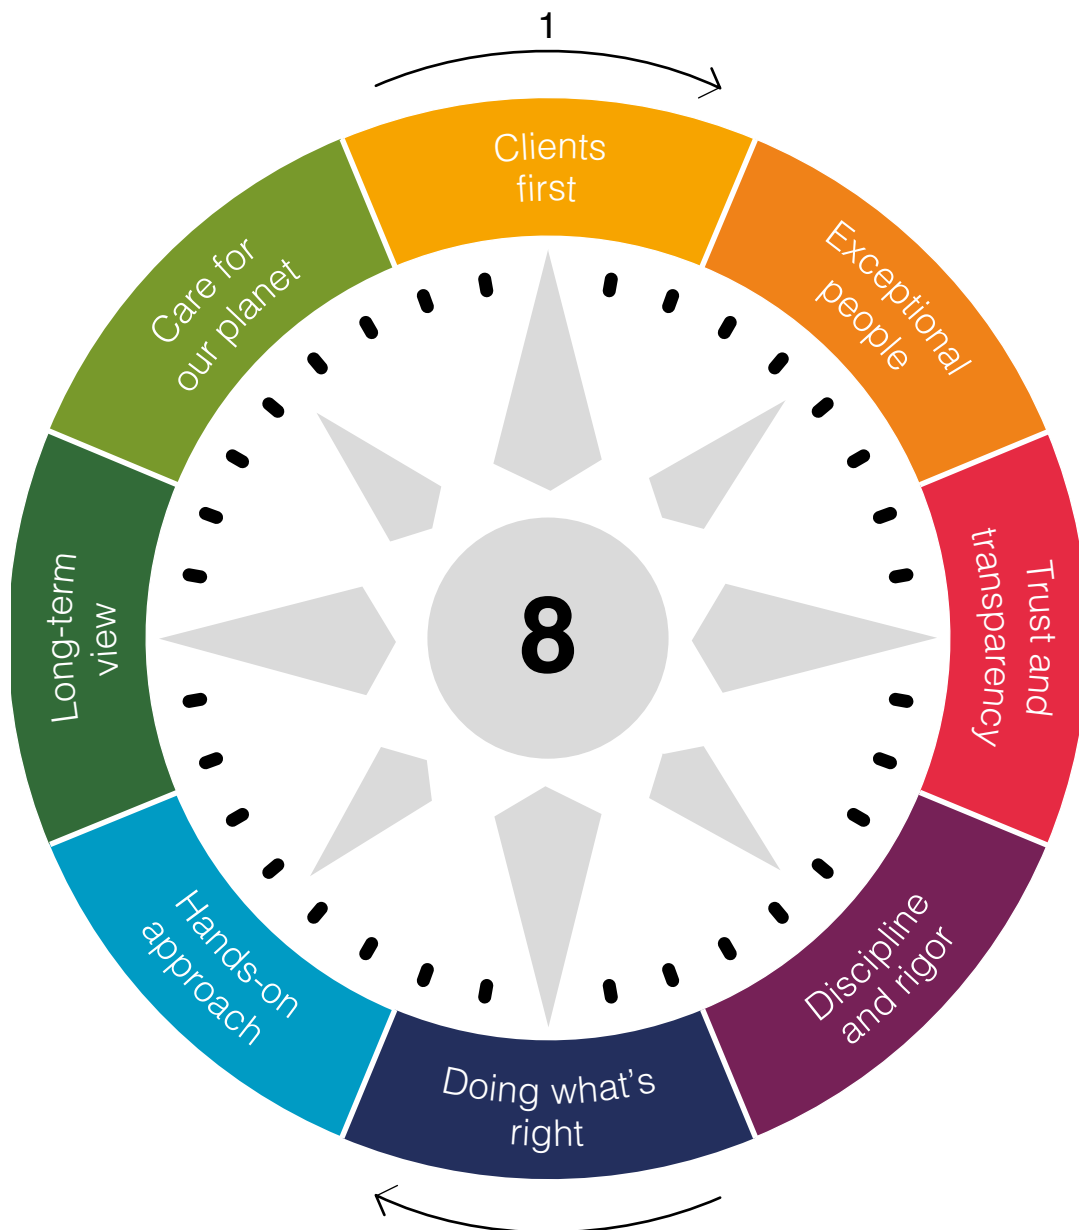 1
Clients
first
Exceptional
people
Trust and
transparency
Discipline
and rigor
Doing what’s
right
Hands-on
approach
Long-term
view
Care for
our planet
8